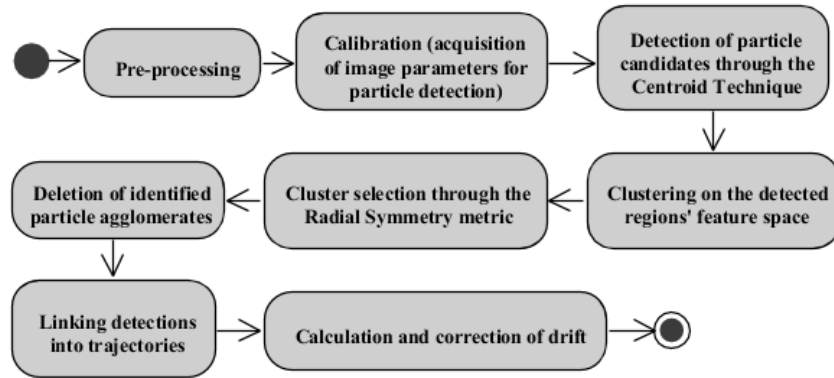 Pre-processing
Calibration (acquisition
of image parameters for
particle detection)
Detection of particle
candidates through the
Centroid Technique
Clustering on the detected
regions' feature space
Cluster selection through the
Radial Symmetry metric
Deletion of identified
particle agglomerates
Linking detections
into trajectories
Calculation and correction of drift